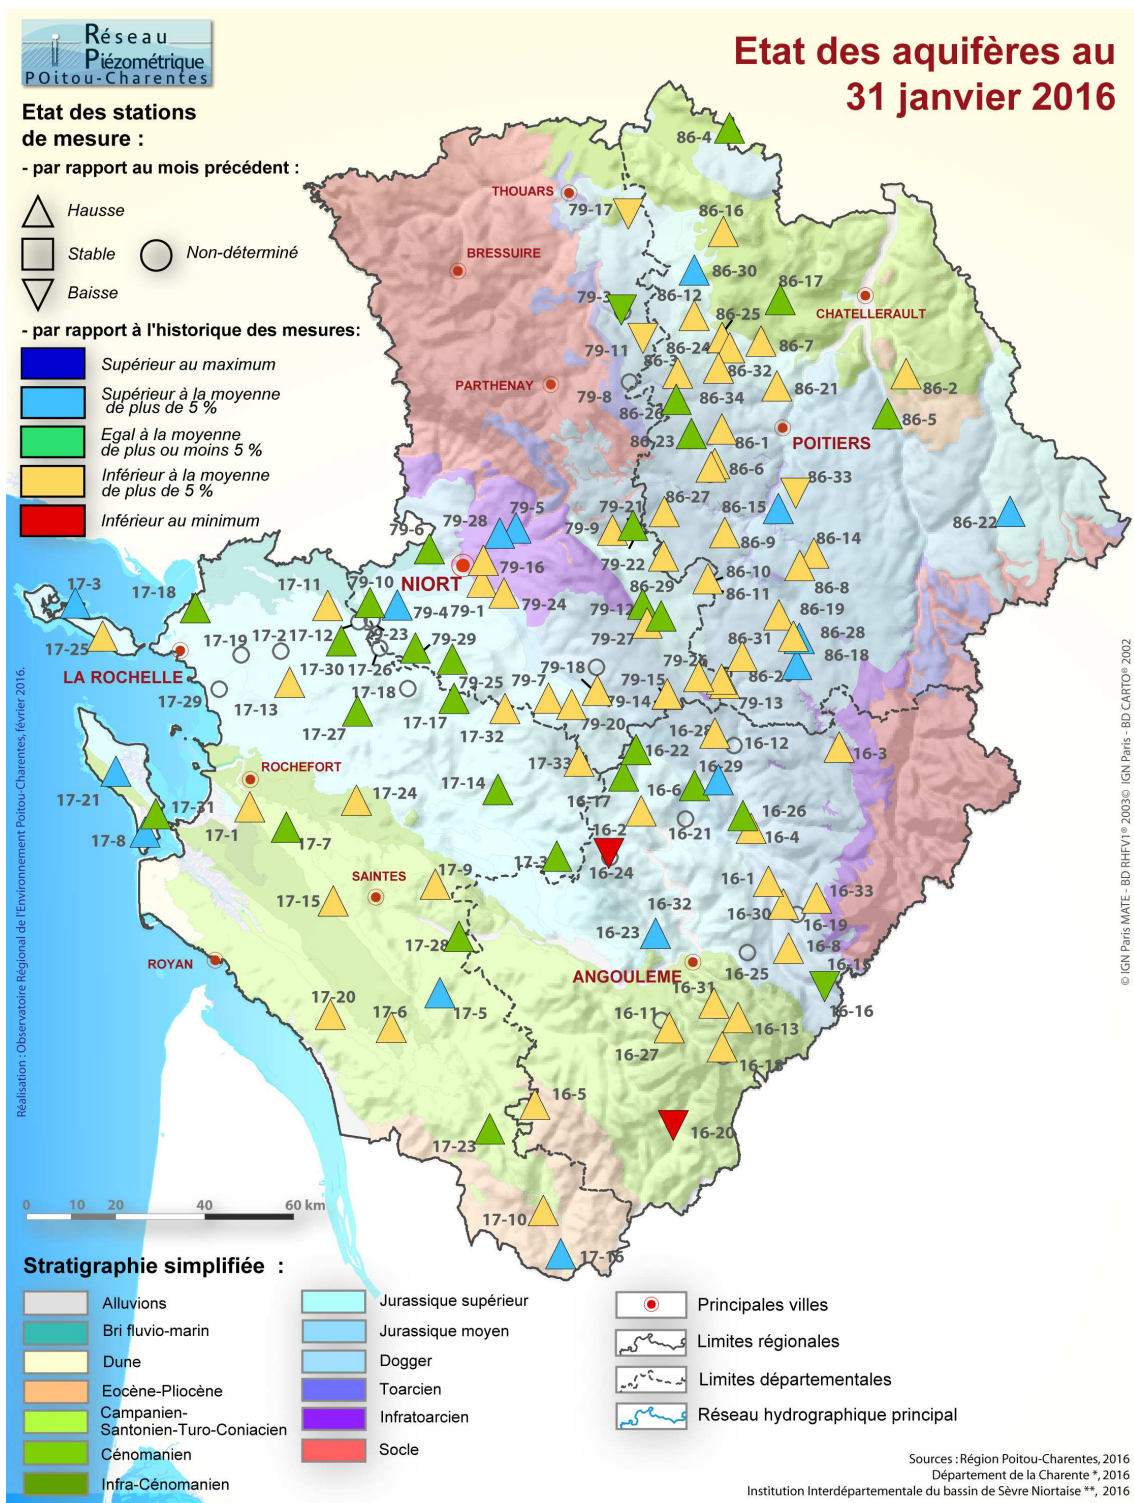 Réseau
Piézométrique
POitou-Charentes
Etat des aquifères au
31 janvier 2016
Etat des stations
de mesure :
- par rapport au mois précédent :
Hausse
Stable
Non-déterminé
Baisse
- par rapport à l'historique des mesures:
Supérieur au maximum
Supérieur à la moyenne
de plus de 5 %
Egal à la moyenne
de plus ou moins 5 %
Inférieur à la moyenne
de plus de 5 %
Inférieur au minimum
86-4
THOUARS
79-17
86-16
BRESSUIRE
86-30
86-17
79-3
86-12
CHATELLERAULT
86-25
79-11
86-24
86-7
86-3
86-32
PARTHENAY
79-8
86-34
86-21
86-2
86-26
86-5
86-23
86-1
POITIERS
86-6
86-33
86-27
86-15
86-22
79-5
79-28
79-21
79-9
79-6
86-9
86-14
79-22
79-16
NIORT
86-10
86-8
86-29
86-11
17-3
17-18
17-11
79-10
79-4
79-1
79-24
79-12
86-19
79-27
86-28
86-31
86-18
17-25
17-19
17-2
17-12
79-23
79-29
LA ROCHELLE
17-30
17-26
79-18
79-26
17-29
17-13
17-18
79-25
79-7
79-15
79-14
79-13
17-27
17-17
17-32
79-20
16-28
16-12
16-22
16-3
ROCHEFORT
17-33
16-29
17-21
17-31
17-24
17-14
16-17
16-6
16-26
17-8
17-1
17-7
16-2
16-21
16-4
17-3
16-24
SAINTES
17-9
16-1
16-33
17-15
16-32
16-30
16-19
17-28
16-23
16-8
ROYAN
ANGOULEME
16-25
17-20
17-6
17-5
16-31
16-16
16-11
16-13
16-27
16-18
16-5
17-23
16-20
17-10
17-16
Réalisation : Observatoire Régional de l'Environnement Poitou-Charentes, février 2016.
© IGN Paris MATE - BD RHFV1® 2003© IGN Paris - BD CARTO® 2002
0 10 20 40 60 km
Stratigraphie simplifiée :
Alluvions
Bri fluvio-marin
Dune
Eocène-Pliocène
Campanien-
Santonien-Turo-Coniacien
Cénomanien
Infra-Cénomanien
Jurassique supérieur
Jurassique moyen
Dogger
Toarcien
Infratoarcien
Socle
Principales villes
Limites régionales
Limites départementales
Réseau hydrographique principal
Sources : Région Poitou-Charentes, 2016
Département de la Charente *, 2016
Institution Interdépartementale du bassin de Sèvre Niortaise **, 2016